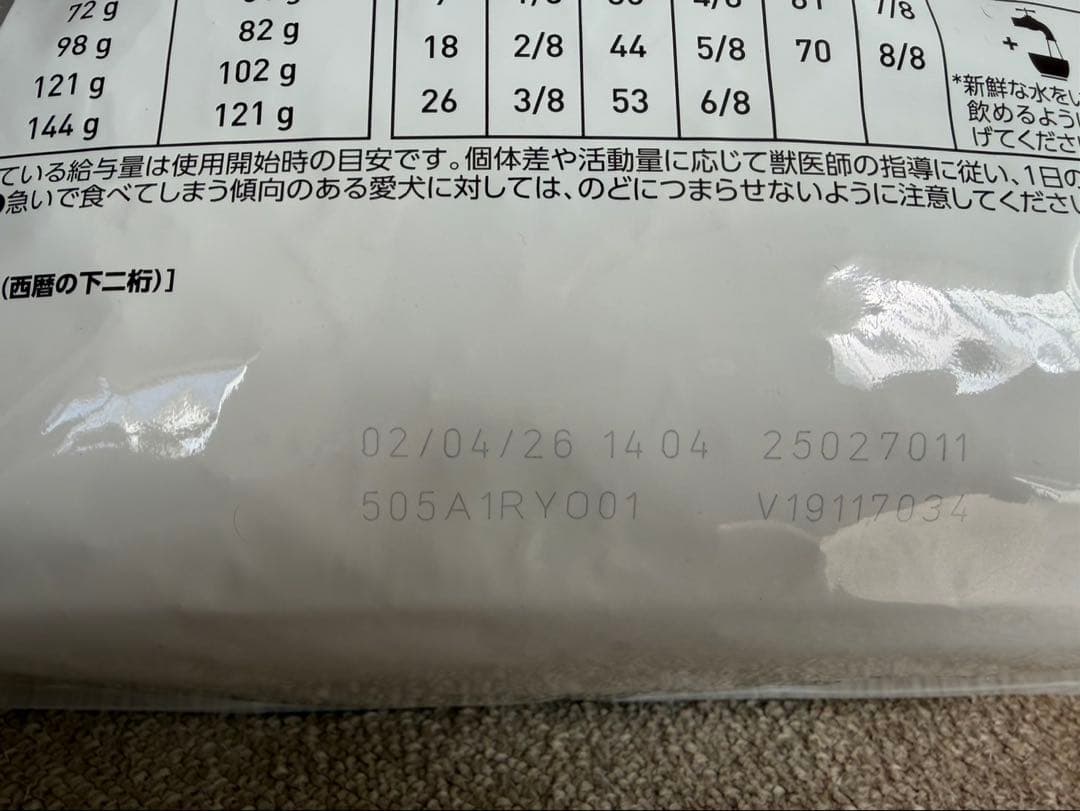 72 g
98 g 82 g 18 2/8 44 5/8 70 8/8
121 g 102 g
144 g 121 g 26 3/8 53 6/8
7/8
+
*新鮮な水を
飲めるよう
げてくださ
ている給与量は使用開始時の目安です。個体差や活動量に応じて獣医師の指導に従い、1日の
急いで食べてしまう傾向のある愛犬に対しては、のどにつまらせないように注意してくださ
(西暦の下二桁)]
02/04/26 14 04 25027011
505A1RYO01 V19117034